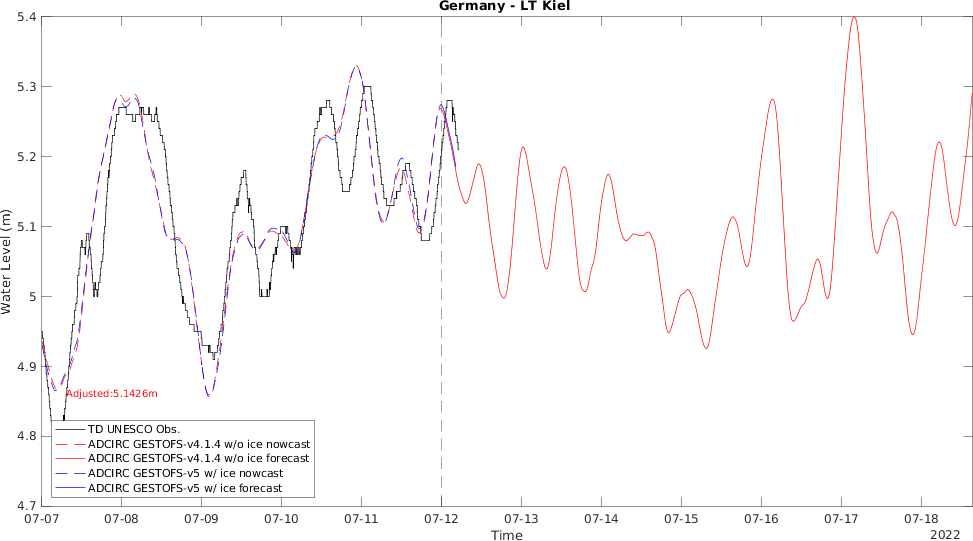 Germany - LT Kiel
5.4
5.3
5.2
5.1
5
4.9
4.8
4.7
Water Level (m)
Adjusted:5.1426m
TD UNESCO Obs.
ADCIRC GESTOFS-v4.1.4 w/o ice nowcast
ADCIRC GESTOFS-v4.1.4 w/o ice forecast
ADCIRC GESTOFS-v5 w/ ice nowcast
ADCIRC GESTOFS-v5 w/ ice forecast
07-07 07-08 07-09 07-10 07-11 07-12 07-13 07-14 07-15 07-16 07-17 07-18
Time
2022